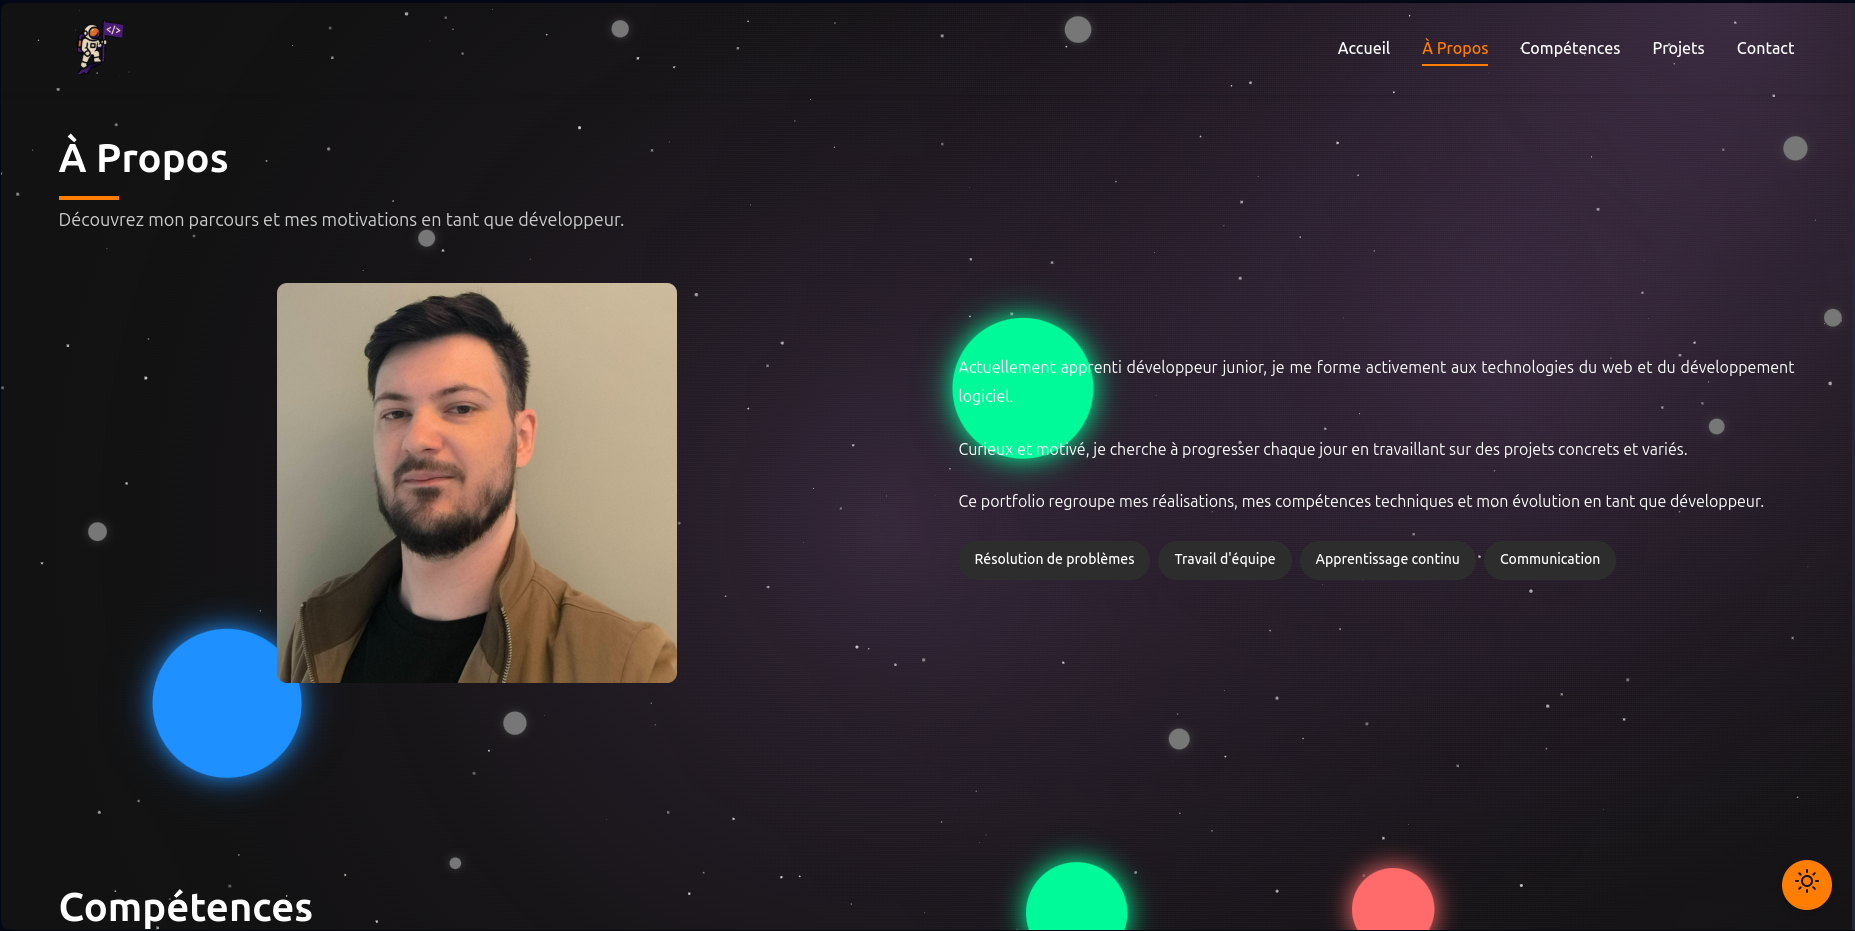 </>
Accueil À Propos Compétences Projets Contact
À Propos
Découvrez mon parcours et mes motivations en tant que développeur.
Actuellement apprenti développeur junior, je me forme activement aux technologies du web et du développement
logiciel.
Curieux et motivé, je cherche à progresser chaque jour en travaillant sur des projets concrets et variés.
Ce portfolio regroupe mes réalisations, mes compétences techniques et mon évolution en tant que développeur.
Résolution de problèmes Travail d'équipe Apprentissage continu Communication
Compétences